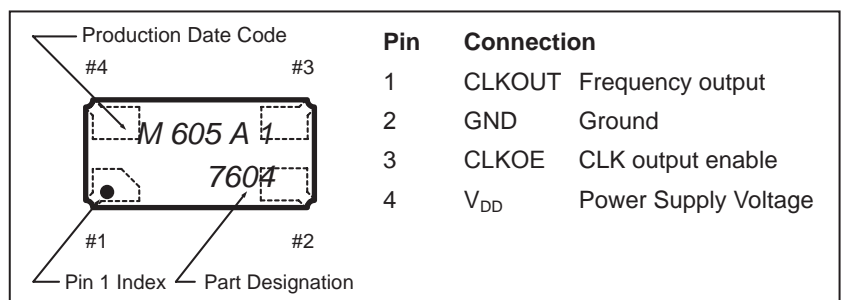 Production Date Code
#4 #3
M 605 A 1
7604
#1 #2
Pin 1 Index Part Designation
Pin Connection
1 CLKOUT Frequency output
2 GND Ground
3 CLKOE CLK output enable
4 VDD Power Supply Voltage